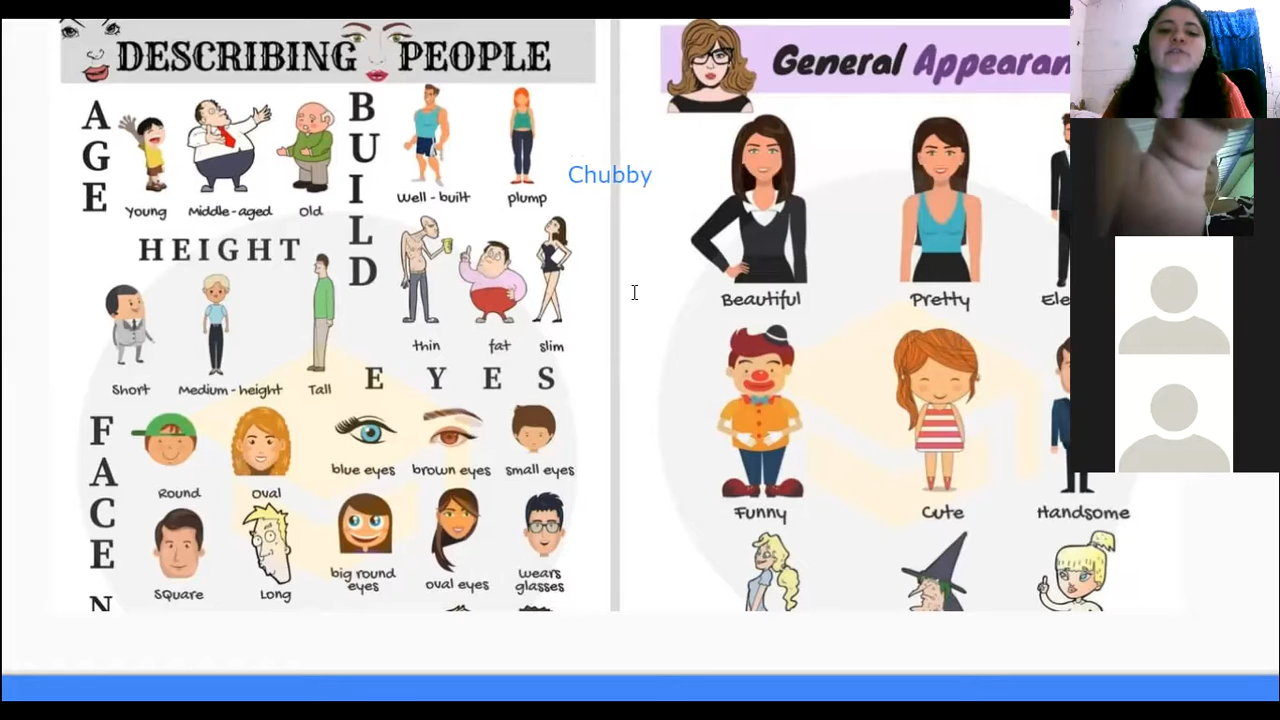 DESCRIBING PEOPLE
AGE
Young Middle-aged Old
BUILD
Well-built plump
Chubby
thin fat slim
HEIGHT
Short Medium-height Tall
EYES
blue eyes brown eyes small eyes
big round eyes oval eyes wears glasses
FACE
Round Oval
Square Long
N
General Appearan
Beautiful Pretty Ele
Funny Cute Handsome